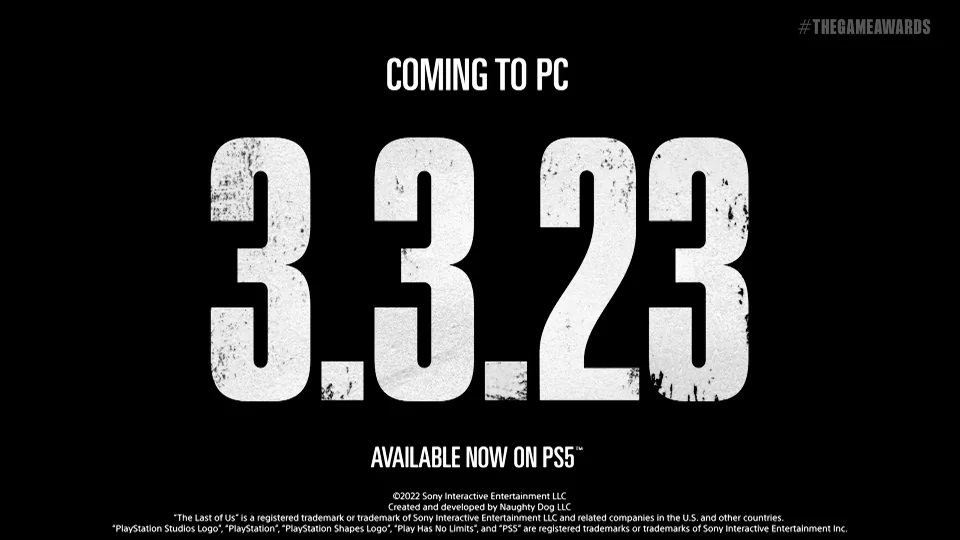 #THEGAMEAWARDS
COMING TO PC
3.3.23
AVAILABLE NOW ON PS5™
©2022 Sony Interactive Entertainment LLC
Created and developed by Naughty Dog LLC
"The Last of Us" is a registered trademark or trademark of Sony Interactive Entertainment LLC and related companies in the U.S. and other countries.
"PlayStation Studios Logo", "PlayStation", "PlayStation Shapes Logo", "Play Has No Limits", and "PS5" are registered trademarks or trademarks of Sony Interactive Entertainment Inc.